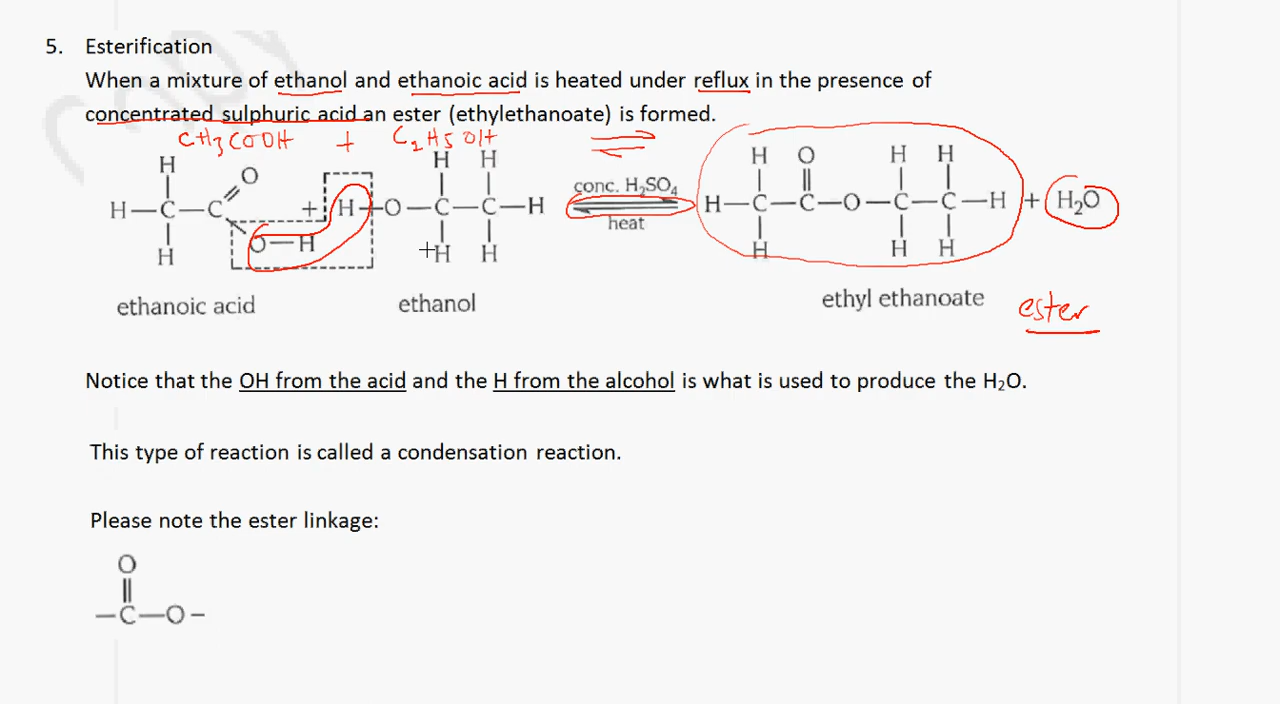 5. Esterification
When a mixture of ethanol and ethanoic acid is heated under reflux in the presence of
concentrated sulphuric acid an ester (ethylethanoate) is formed.
CH3COOH + C2H5OH ⇌
H O H H H O H H
H—C—C + H—O—C—C—H conc. H₂SO₄ H—C—C—O—C—C—H + H₂O
O—H heat
H H H H H H
ethanoic acid ethanol ethyl ethanoate ester
Notice that the OH from the acid and the H from the alcohol is what is used to produce the H₂O.
This type of reaction is called a condensation reaction.
Please note the ester linkage:
O
‖
—C—O–